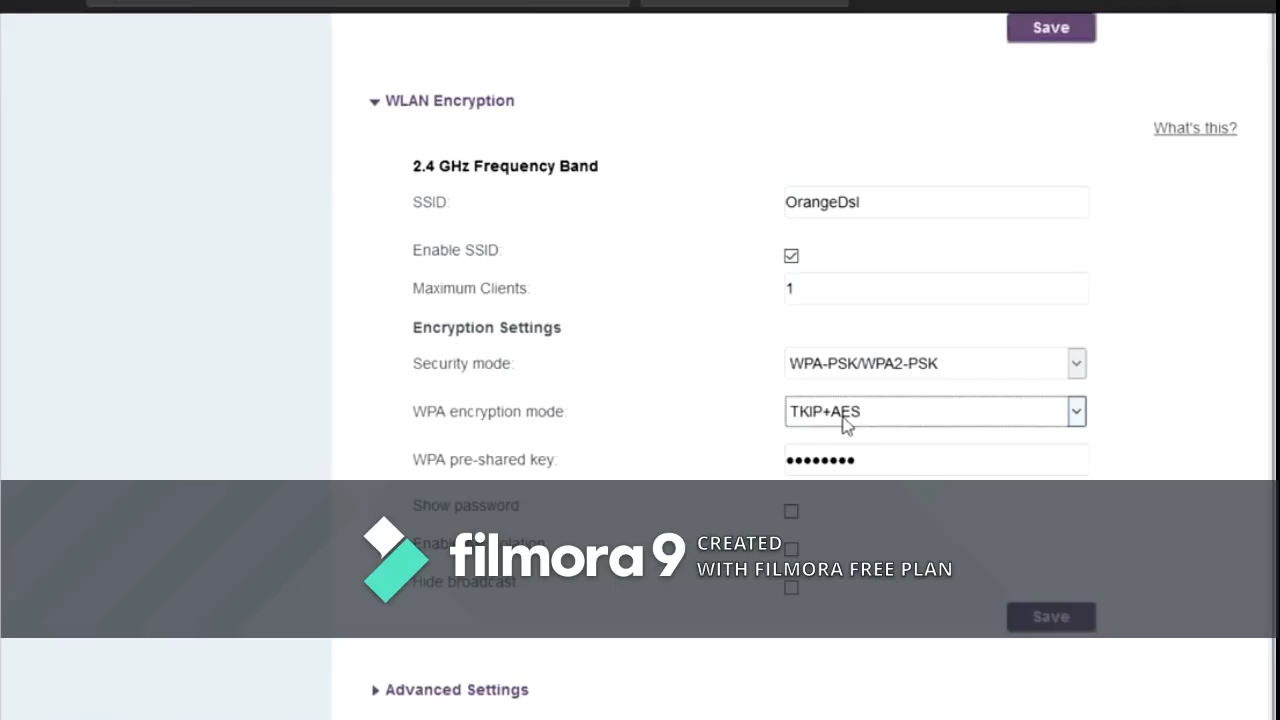 Save
WLAN Encryption
What's this?
2.4 GHz Frequency Band
SSID: OrangeDsl
Enable SSID:
Maximum Clients: 1
Encryption Settings
Security mode: WPA-PSK/WPA2-PSK
WPA encryption mode: TKIP+AES
WPA pre-shared key: ●●●●●●●●
Show password
filmora9 CREATED
WITH FILMORA FREE PLAN
Hide broadcast
Save
Advanced Settings